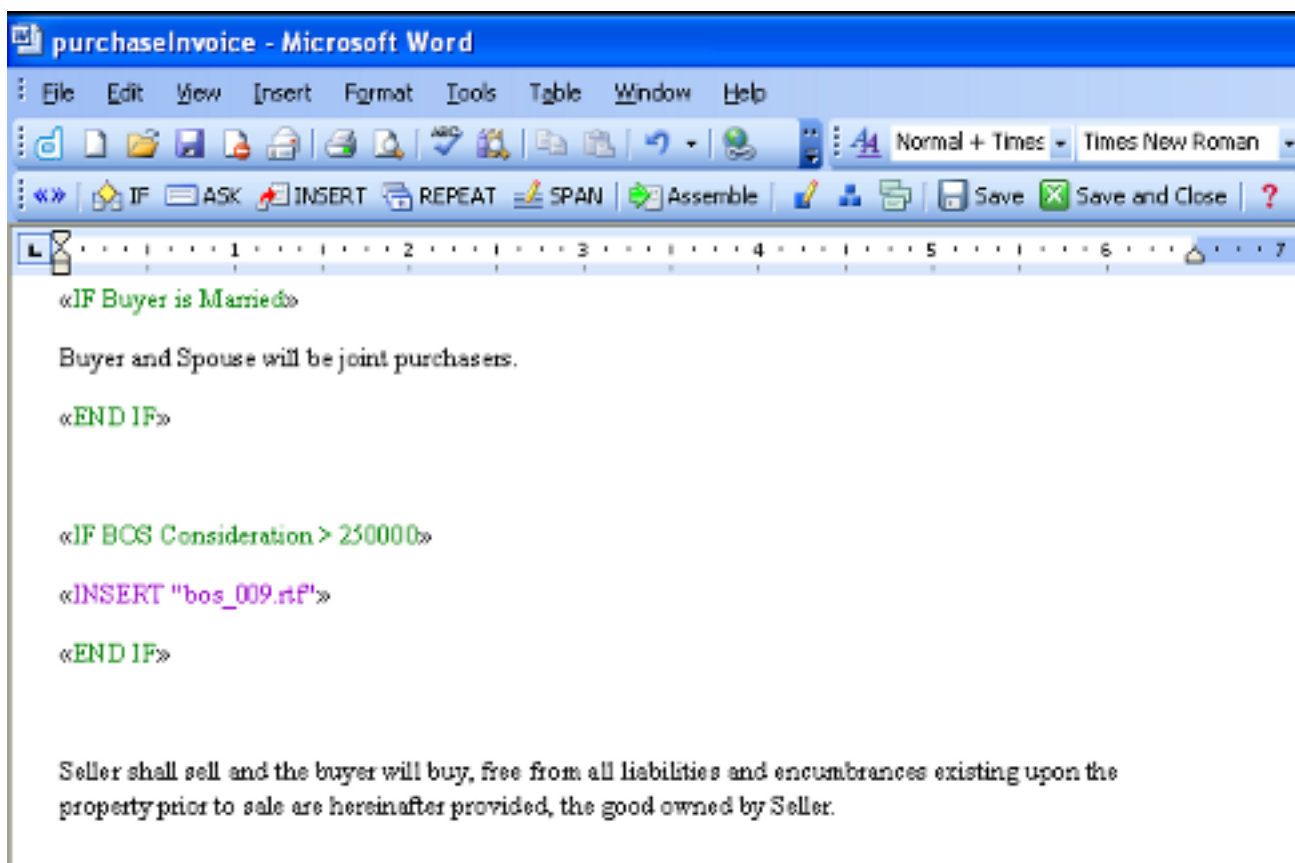 purchaseInvoice - Microsoft Word
File Edit View Insert Format Tools Table Window Help
ABC Normal + Times Times New Roman
«» IF ASK INSERT REPEAT SPAN Assemble Save Save and Close ?
L 1 2 3 4 5 6 7
«IF Buyer is Married»
Buyer and Spouse will be joint purchasers.
«END IF»
«IF BOS Consideration > 250000»
«INSERT "bos_009.rtf"»
«END IF»
Seller shall sell and the buyer will buy, free from all liabilities and encumbrances existing upon the
property prior to sale are hereinafter provided, the good owned by Seller.